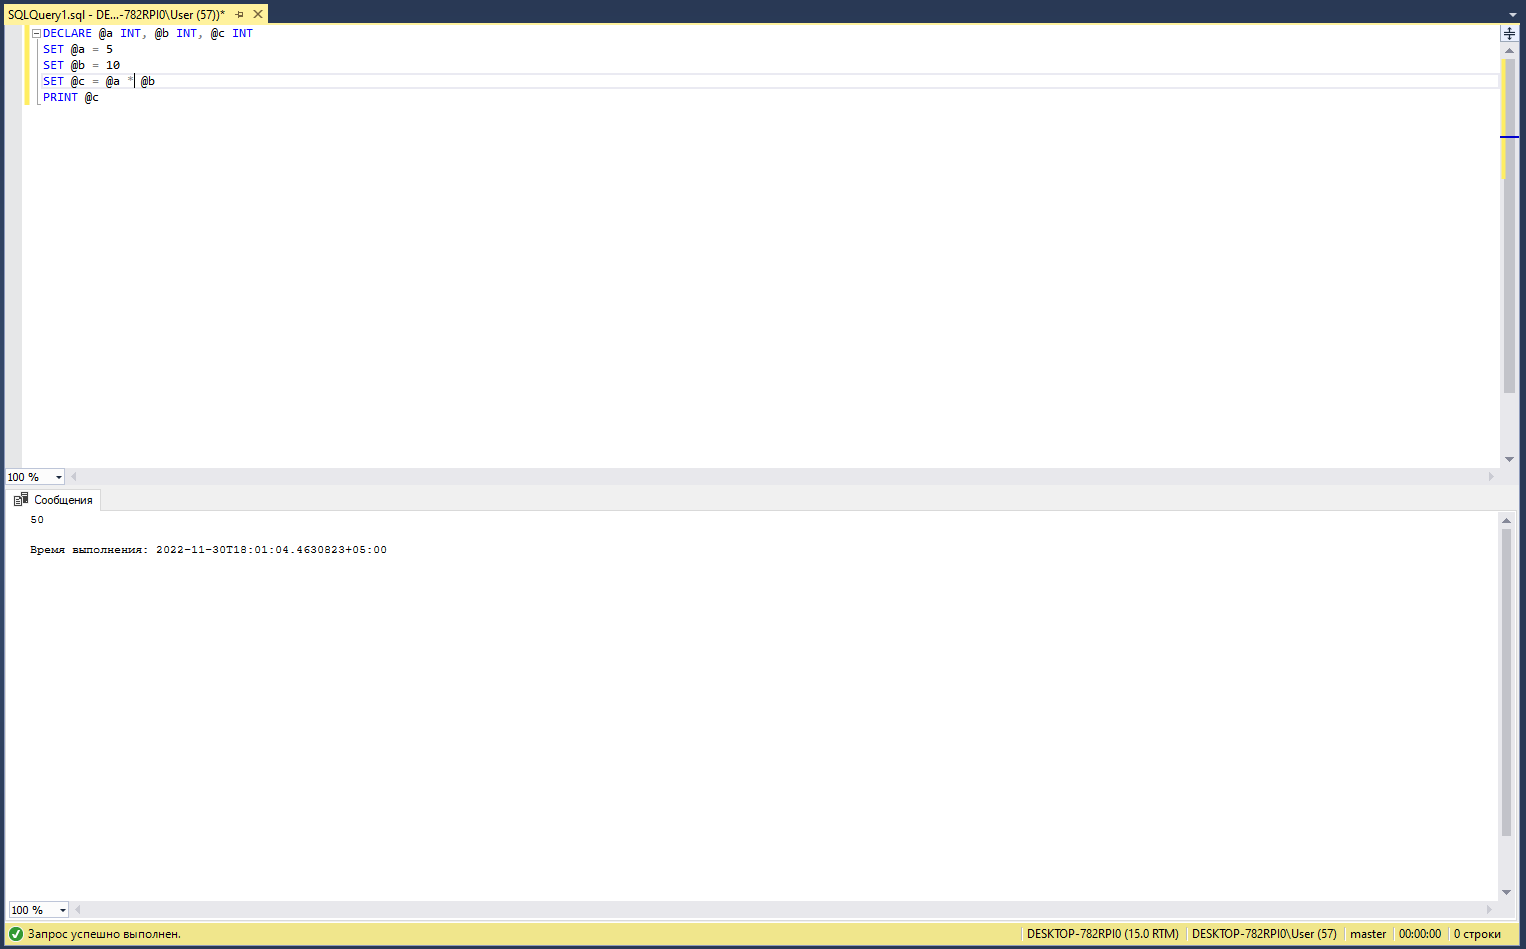 SQLQuery1.sql - DE...-782RPI0\User (57))*
DECLARE @a INT, @b INT, @c INT
SET @a = 5
SET @b = 10
SET @c = @a * @b
PRINT @c
100 %
Сообщения
50
Время выполнения: 2022-11-30T18:01:04.4630823+05:00
100 %
Запрос успешно выполнен. DESKTOP-782RPI0 (15.0 RTM) DESKTOP-782RPI0\User (57) master 00:00:00 0 строки